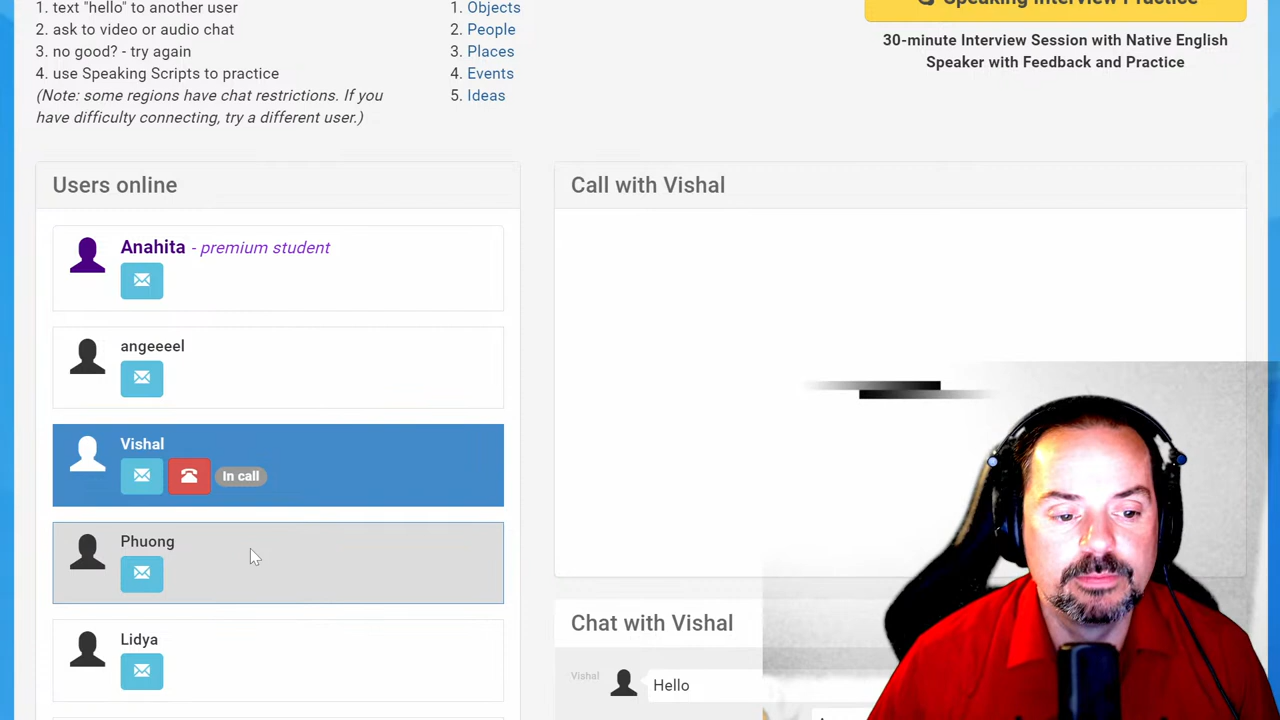 1. text "hello" to another user
2. ask to video or audio chat
3. no good? - try again
4. use Speaking Scripts to practice
(Note: some regions have chat restrictions. If you
have difficulty connecting, try a different user.)
1. Objects
2. People
3. Places
4. Events
5. Ideas
Speaking Interview Practice
30-minute Interview Session with Native English
Speaker with Feedback and Practice
Users online
Anahita - premium student
angeeeel
Vishal
In call
Phuong
Lidya
Call with Vishal
Chat with Vishal
Vishal
Hello